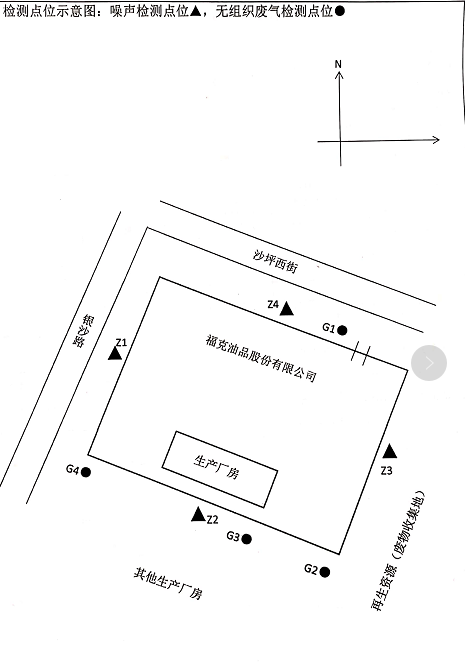 检测点位示意图：噪声检测点位▲，无组织废气检测点位●
N
沙坪西街
银沙路
Z4
G1
Z1
福克油品股份有限公司
Z3
生产厂房
G4
Z2
G3
G2
其他生产厂房
再生资源（废物收集地）